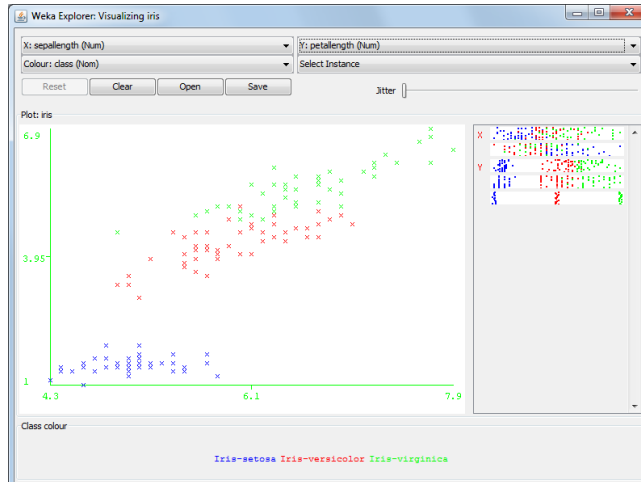 Weka Explorer: Visualizing iris
X: sepallength (Num) Y: petallength (Num)
Colour: class (Nom) Select Instance
Reset Clear Open Save Jitter
Plot: iris
6.9
3.95
1
4.3 6.1 7.9
X
Y
Class colour
Iris-setosa Iris-versicolor Iris-virginica